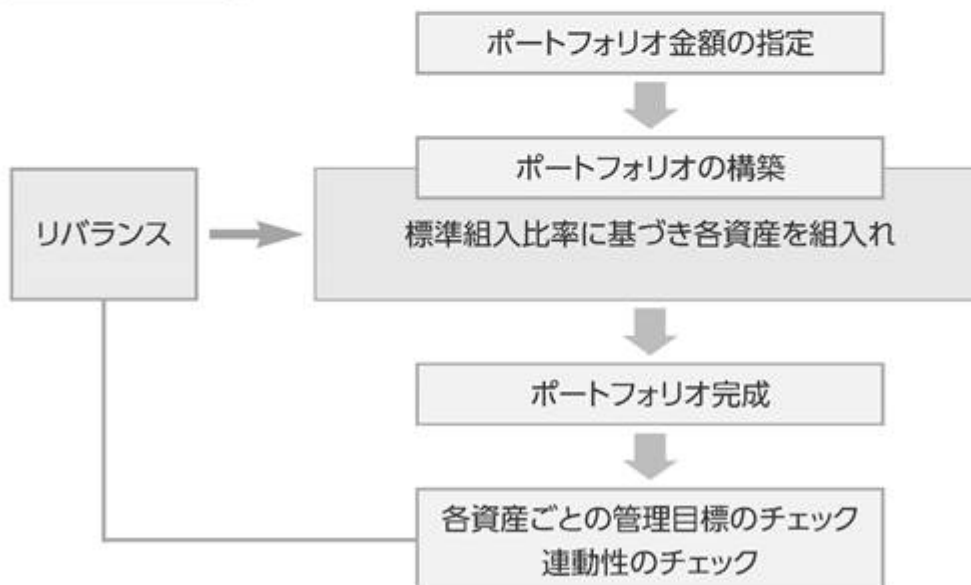 ポートフォリオ金額の指定
ポートフォリオの構築
リバランス
標準組入比率に基づき各資産を組入れ
ポートフォリオ完成
各資産ごとの管理目標のチェック
連動性のチェック